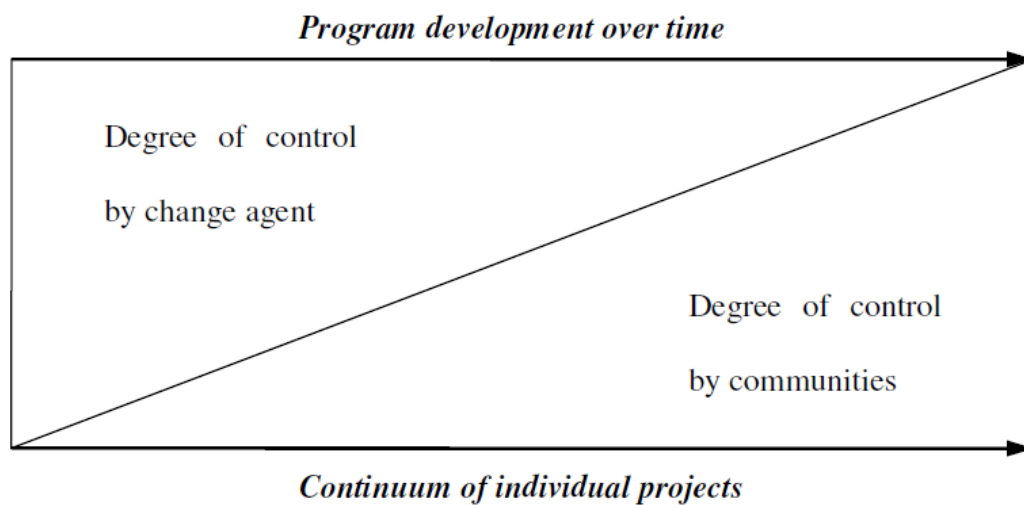 Program development over time
Degree of control
by change agent
Degree of control
by communities
Continuum of individual projects